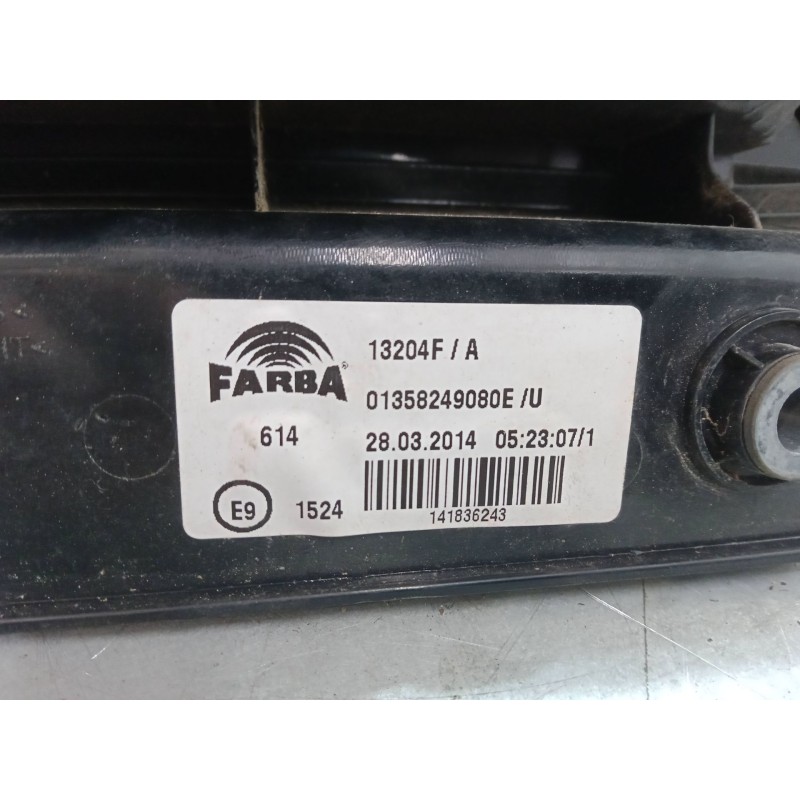 FARBA®
13204F / A
01358249080E /U
614
28.03.2014 05:23:07/1
E9
1524
141836243